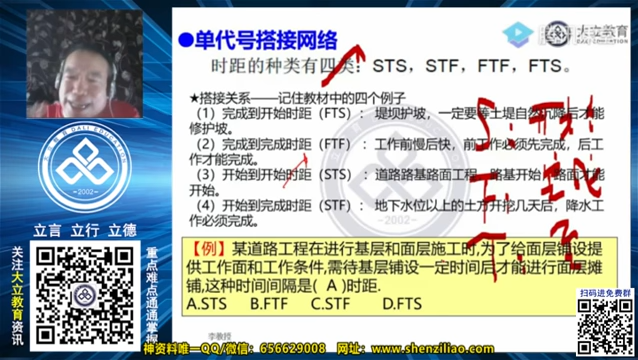 ●单代号搭接网络
时距的种类有四类：STS，STF，FTF，FTS。
★搭接关系——记住教材中的四个例子
（1）完成到开始时距（FTS）：堤坝护坡，一定要等土堤自然沉降后才能
修护坡。
（2）完成到完成时距（FTF）：工作前慢后快，前工作必须先完成，后工
作才能完成。
（3）开始到开始时距（STS）：道路路基路面工程，路基开始，路面才能
开始。
（4）开始到完成时距（STF）：地下水位以上的土方开挖几天后，降水工
作必须完成。
【例】某道路工程在进行基层和面层施工时,为了给面层铺设提
供工作面和工作条件,需待基层铺设一定时间后才能进行面层摊
铺,这种时间间隔是( A )时距.
A.STS B.FTF C.STF D.FTS
大立教育
DALI EDUCATION
-2002-
立言 立行 立德
关注大立教育资讯
重点难点通通掌握
扫码进免费群
李教授
神资料唯一QQ/微信：656629008 网址：www.shenziliao.com